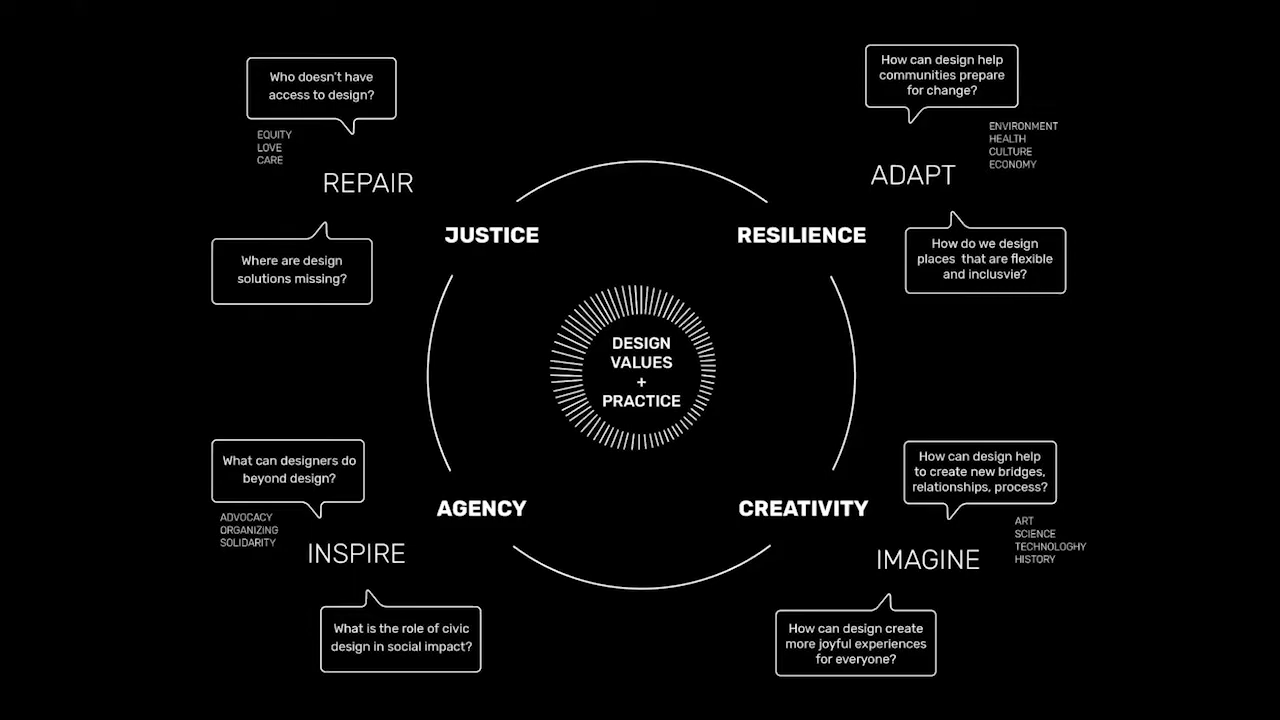 Who doesn't have
access to design?
EQUITY
LOVE
CARE
REPAIR
Where are design
solutions missing?
JUSTICE
How can design help
communities prepare
for change?
ENVIRONMENT
HEALTH
CULTURE
ECONOMY
ADAPT
How do we design
places that are flexible
and inclusvie?
RESILIENCE
DESIGN
VALUES
+
PRACTICE
What can designers do
beyond design?
ADVOCACY
ORGANIZING
SOLIDARITY
INSPIRE
What is the role of civic
design in social impact?
AGENCY
CREATIVITY
How can design help
to create new bridges,
relationships, process?
ART
SCIENCE
TECHNOLOGHY
HISTORY
IMAGINE
How can design create
more joyful experiences
for everyone?